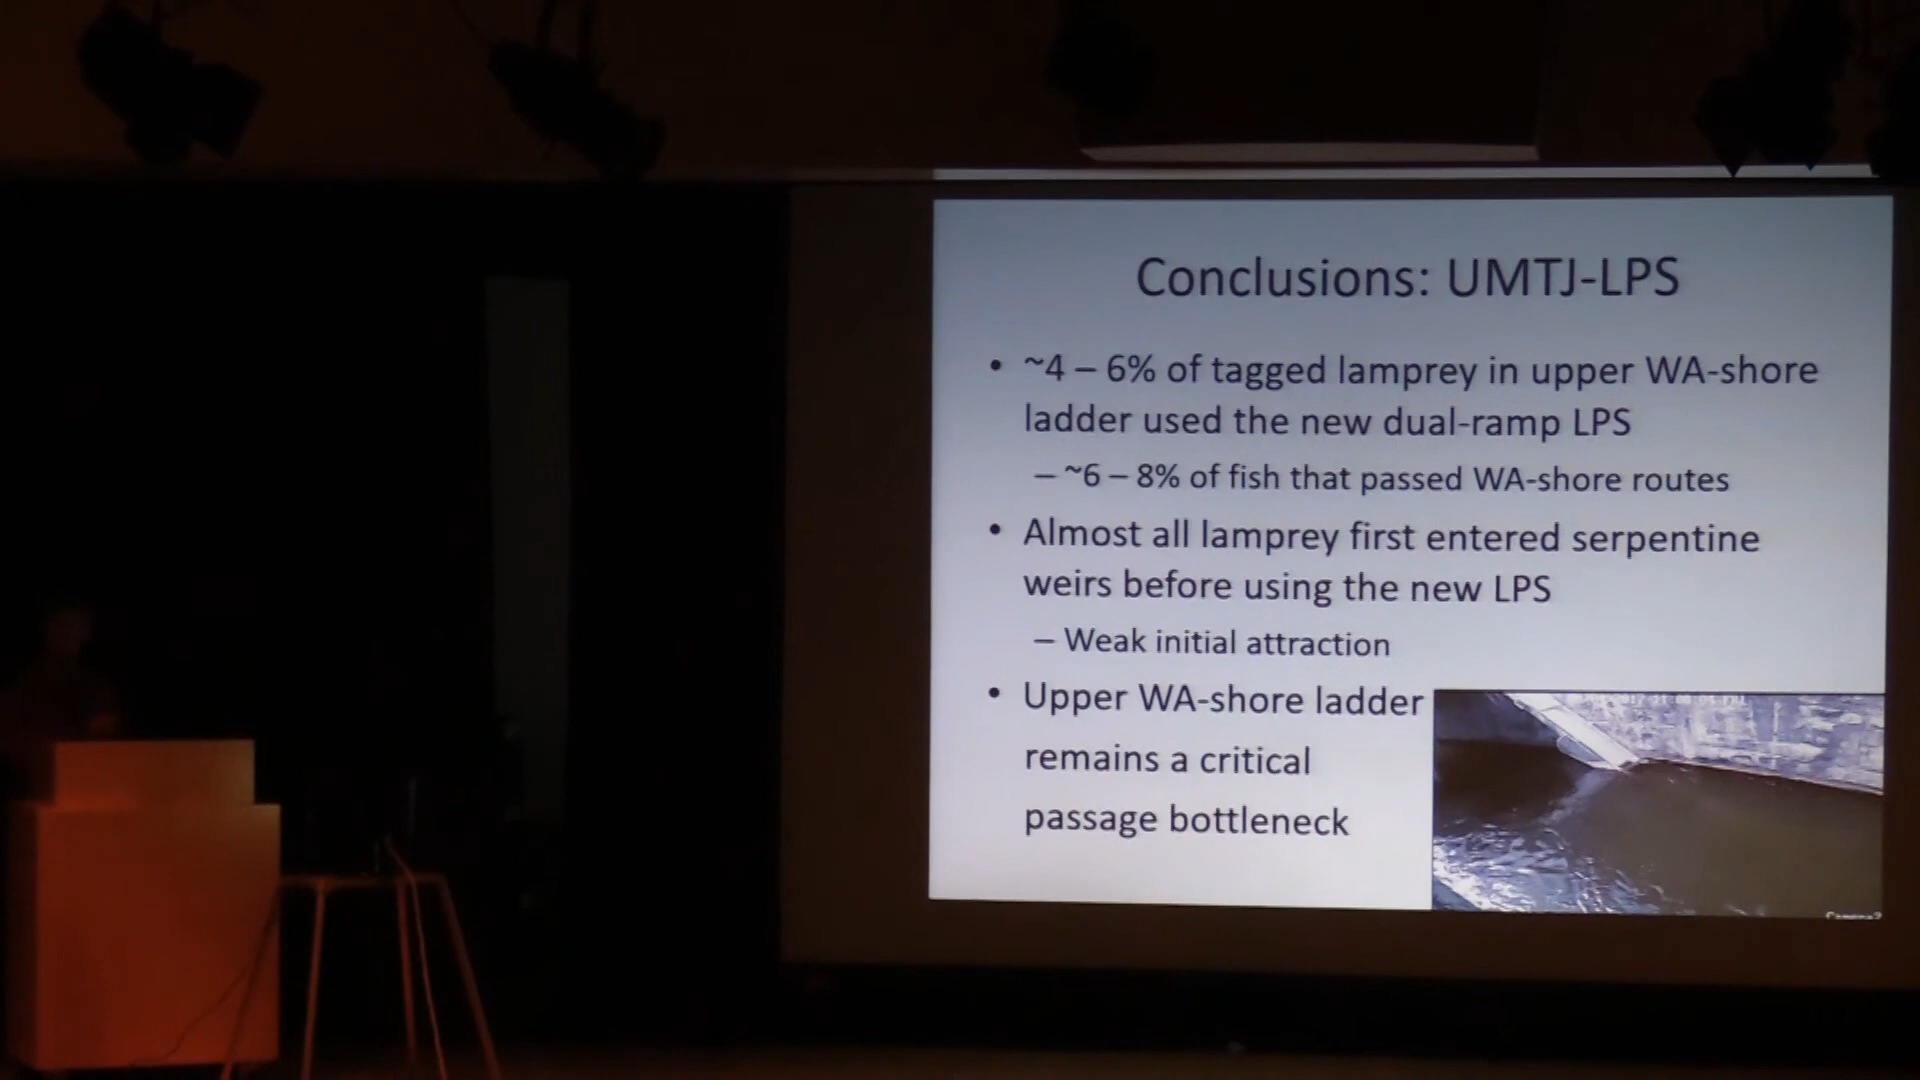 Conclusions: UMTJ-LPS
• ~4 – 6% of tagged lamprey in upper WA-shore
ladder used the new dual-ramp LPS
– ~6 – 8% of fish that passed WA-shore routes
• Almost all lamprey first entered serpentine
weirs before using the new LPS
– Weak initial attraction
• Upper WA-shore ladder
remains a critical
passage bottleneck